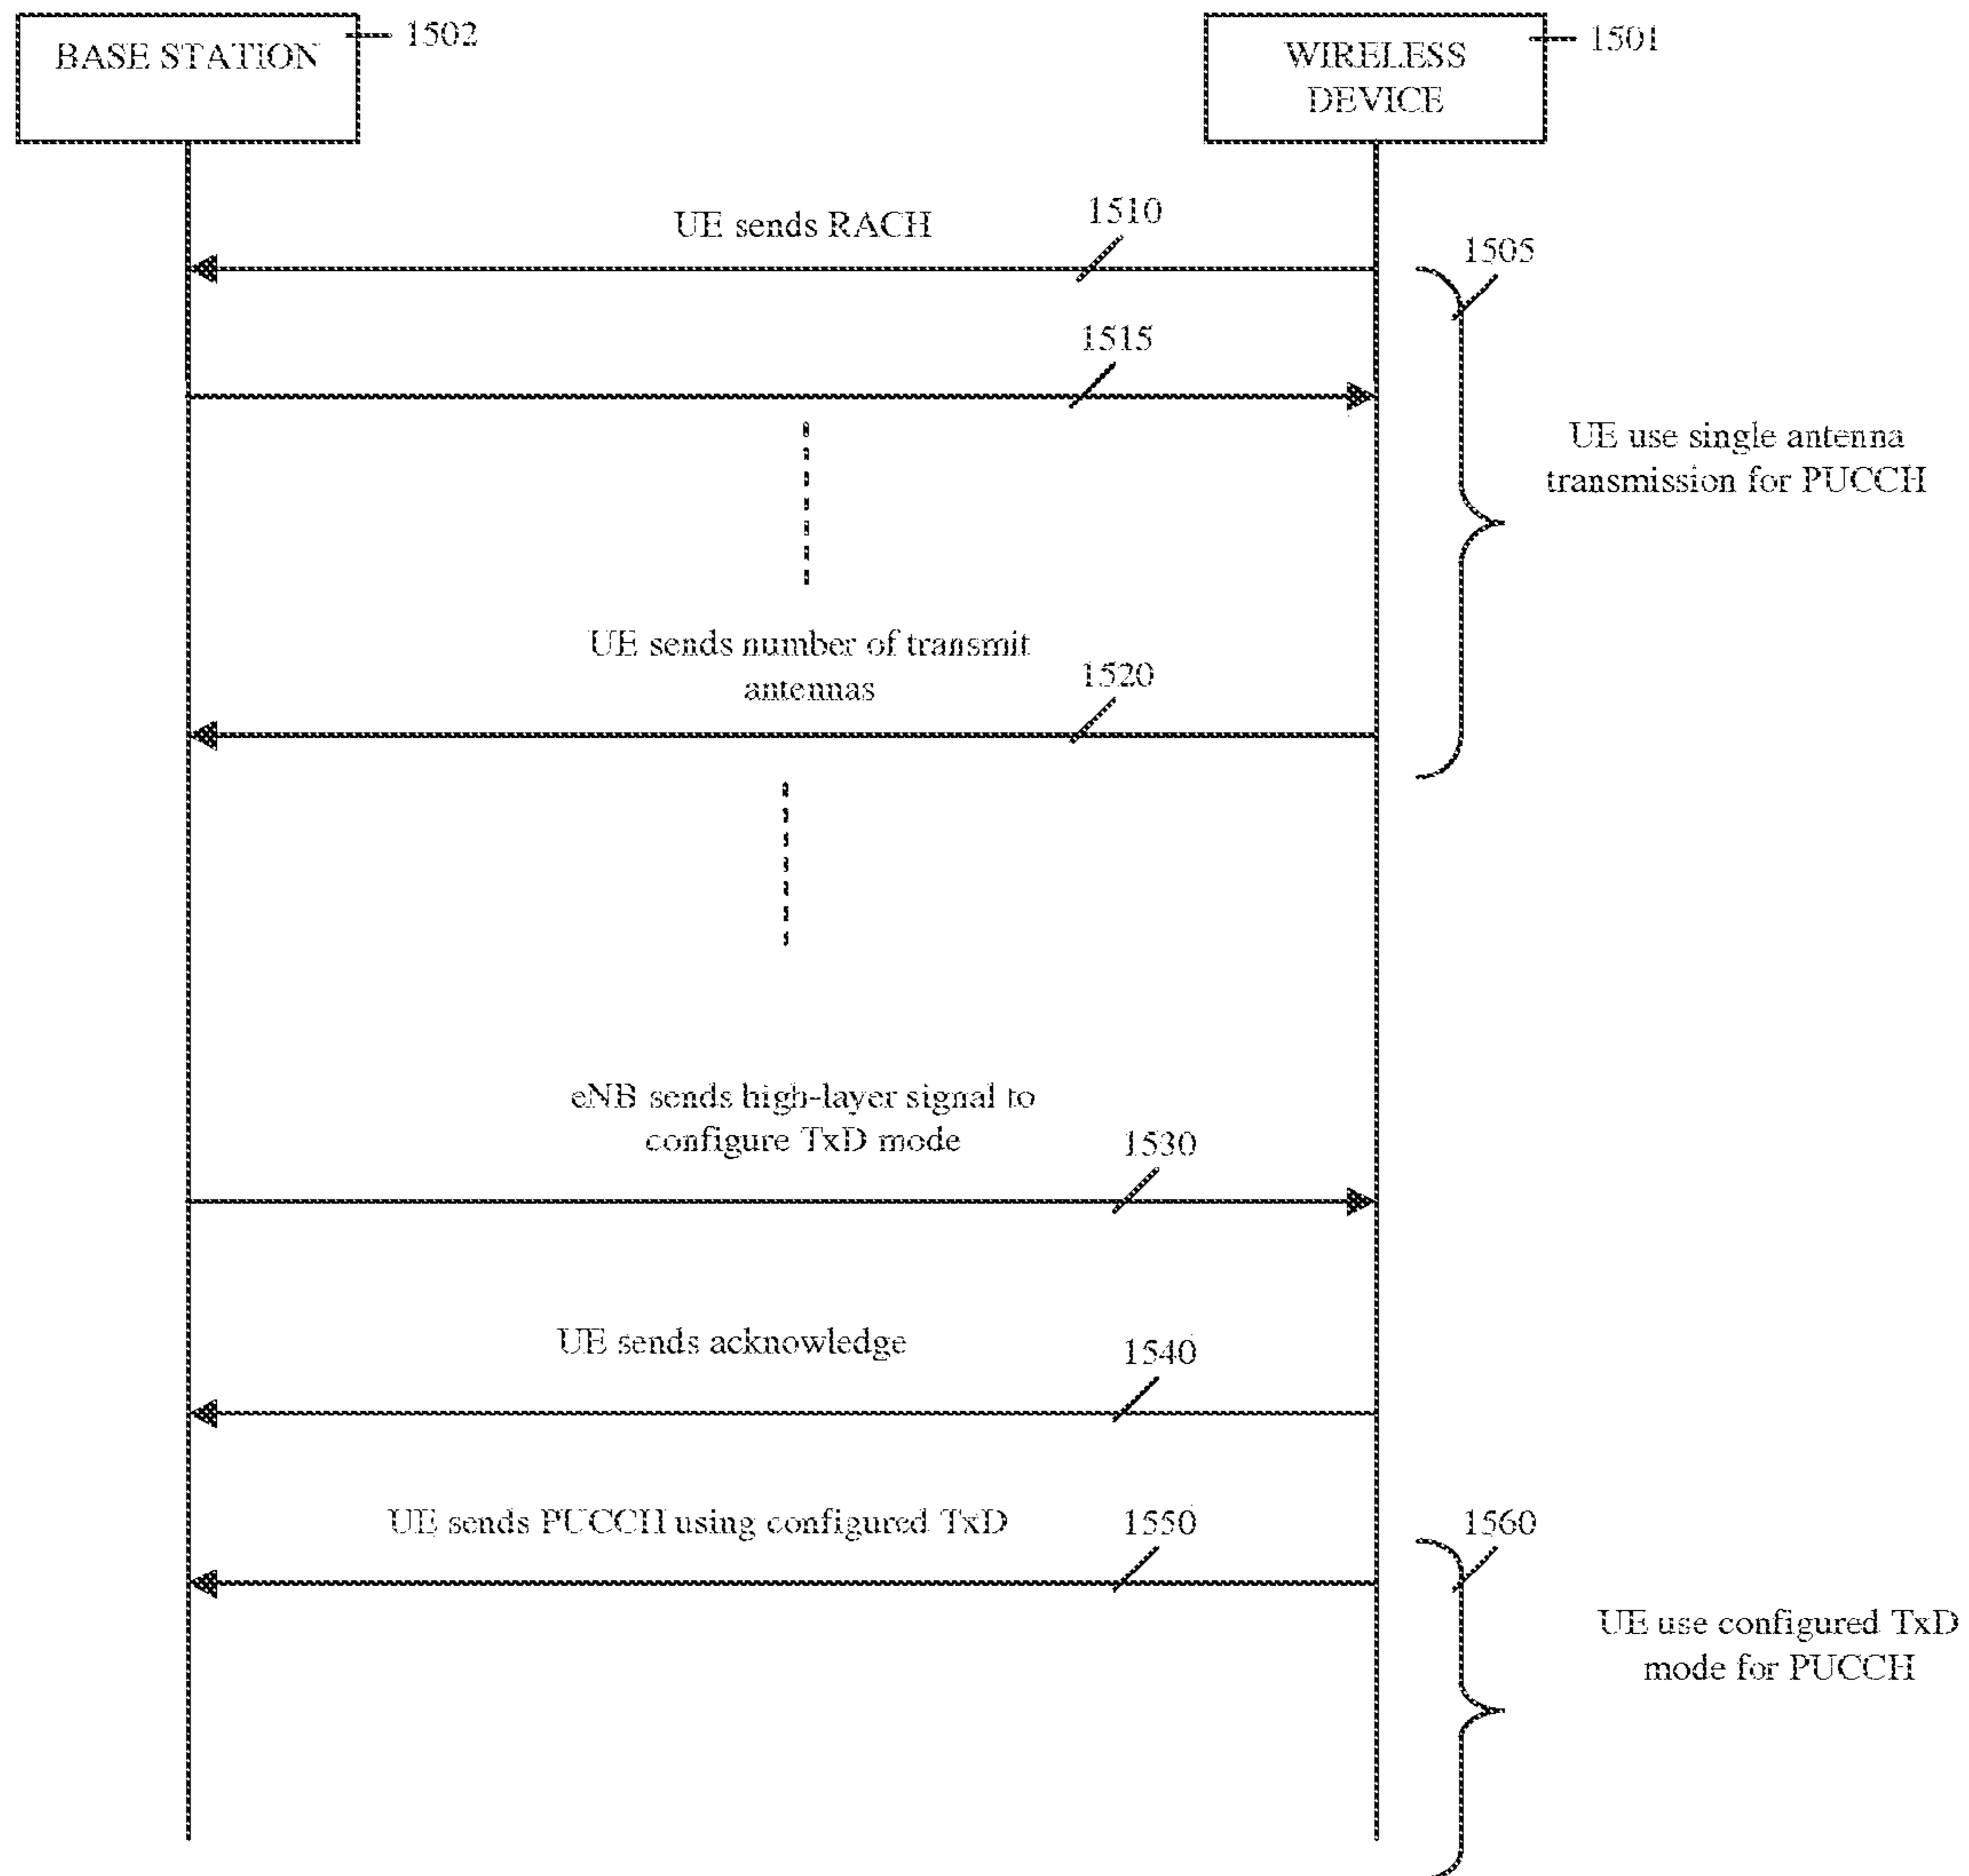 BASE STATION
1502
WIRELESS
DEVICE
1501
UE sends RACH
1510
1505
1515
UE use single antenna
transmission for PUCCH
UE sends number of transmit
antennas
1520
eNB sends high-layer signal to
configure TxD mode
1530
UE sends acknowledge
1540
UE sends PUCCH using configured TxD
1550
1560
UE use configured TxD
mode for PUCCH